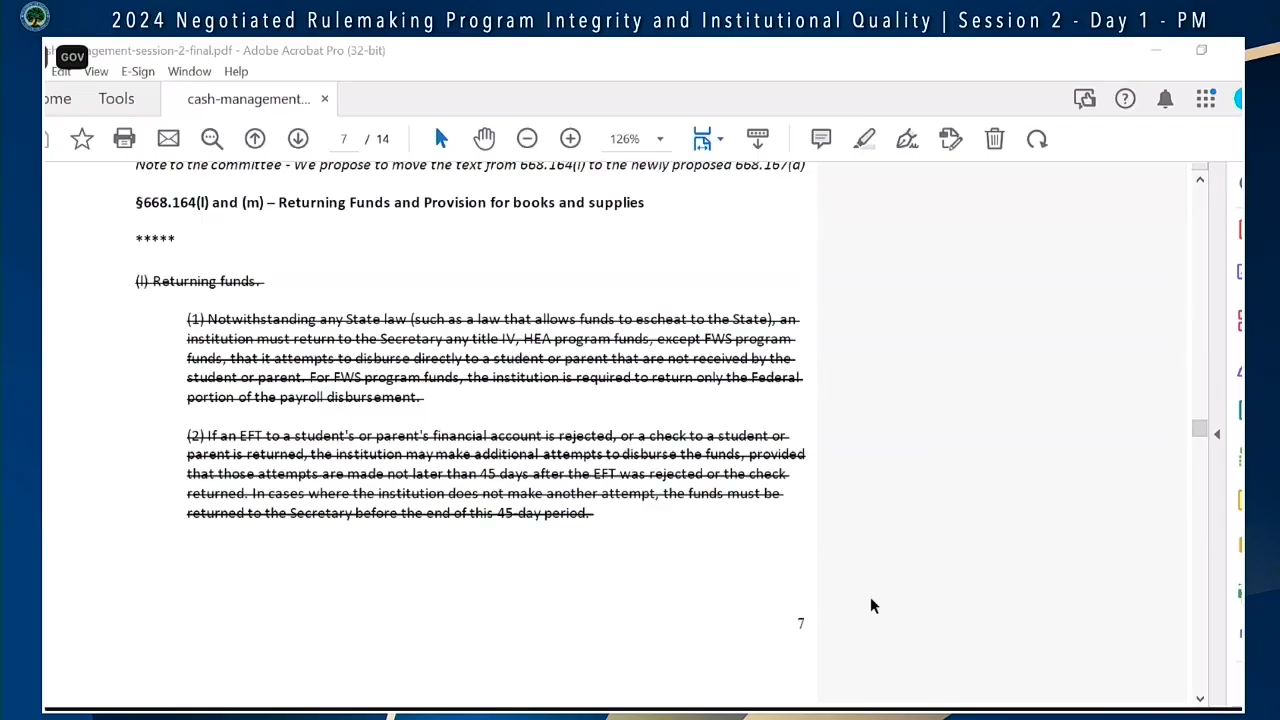 2024 Negotiated Rulemaking Program Integrity and Institutional Quality | Session 2 - Day 1 - PM
GOV
sh-management-session-2-final.pdf - Adobe Acrobat Pro (32-bit)
Edit View E-Sign Window Help
ome Tools cash-management... ×
7 / 14 126%
Note to the committee - We propose to move the text from 668.164(l) to the newly proposed 668.167(d)
§668.164(l) and (m) – Returning Funds and Provision for books and supplies
*****
(l) Returning funds.
(1) Notwithstanding any State law (such as a law that allows funds to escheat to the State), an
institution must return to the Secretary any title IV, HEA program funds, except FWS program
funds, that it attempts to disburse directly to a student or parent that are not received by the
student or parent. For FWS program funds, the institution is required to return only the Federal
portion of the payroll disbursement.
(2) If an EFT to a student's or parent's financial account is rejected, or a check to a student or
parent is returned, the institution may make additional attempts to disburse the funds, provided
that those attempts are made not later than 45 days after the EFT was rejected or the check
returned. In cases where the institution does not make another attempt, the funds must be
returned to the Secretary before the end of this 45-day period.
7